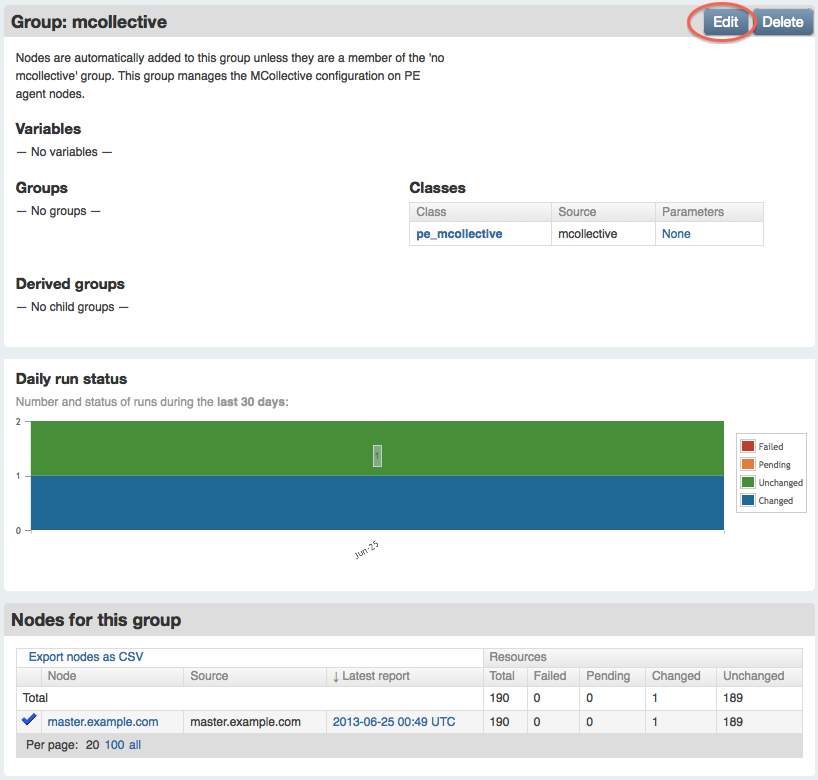 Group: mcollective
Edit
Delete
Nodes are automatically added to this group unless they are a member of the 'no
mcollective' group. This group manages the MCollective configuration on PE
agent nodes.
Variables
— No variables —
Groups
— No groups —
Classes
Class Source Parameters
pe_mcollective mcollective None
Derived groups
— No child groups —
Daily run status
Number and status of runs during the last 30 days:
2
1
0
1
Jun-25
Failed
Pending
Unchanged
Changed
Nodes for this group
Export nodes as CSV Resources
Node Source ↓ Latest report Total Failed Pending Changed Unchanged
Total 190 0 0 1 189
master.example.com master.example.com 2013-06-25 00:49 UTC 190 0 0 1 189
Per page: 20 100 all